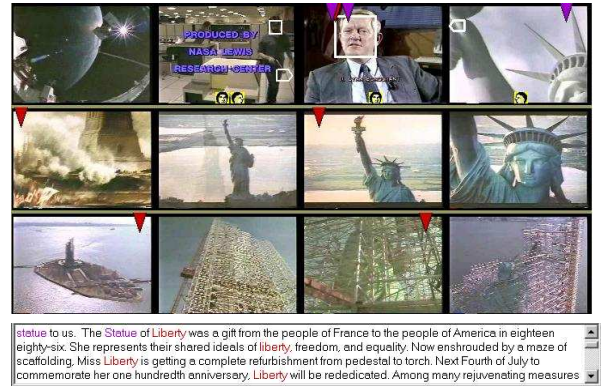 PRODUCED BY
NASA LEWIS
RESEARCH CENTER
statue to us. The Statue of Liberty was a gift from the people of France to the people of America in eighteen
eighty-six. She represents their shared ideals of liberty, freedom, and equality. Now enshrouded by a maze of
scaffolding, Miss Liberty is getting a complete refurbishment from pedestal to torch. Next Fourth of July to
commemorate her one hundredth anniversary, Liberty will be rededicated. Among many rejuvenating measures